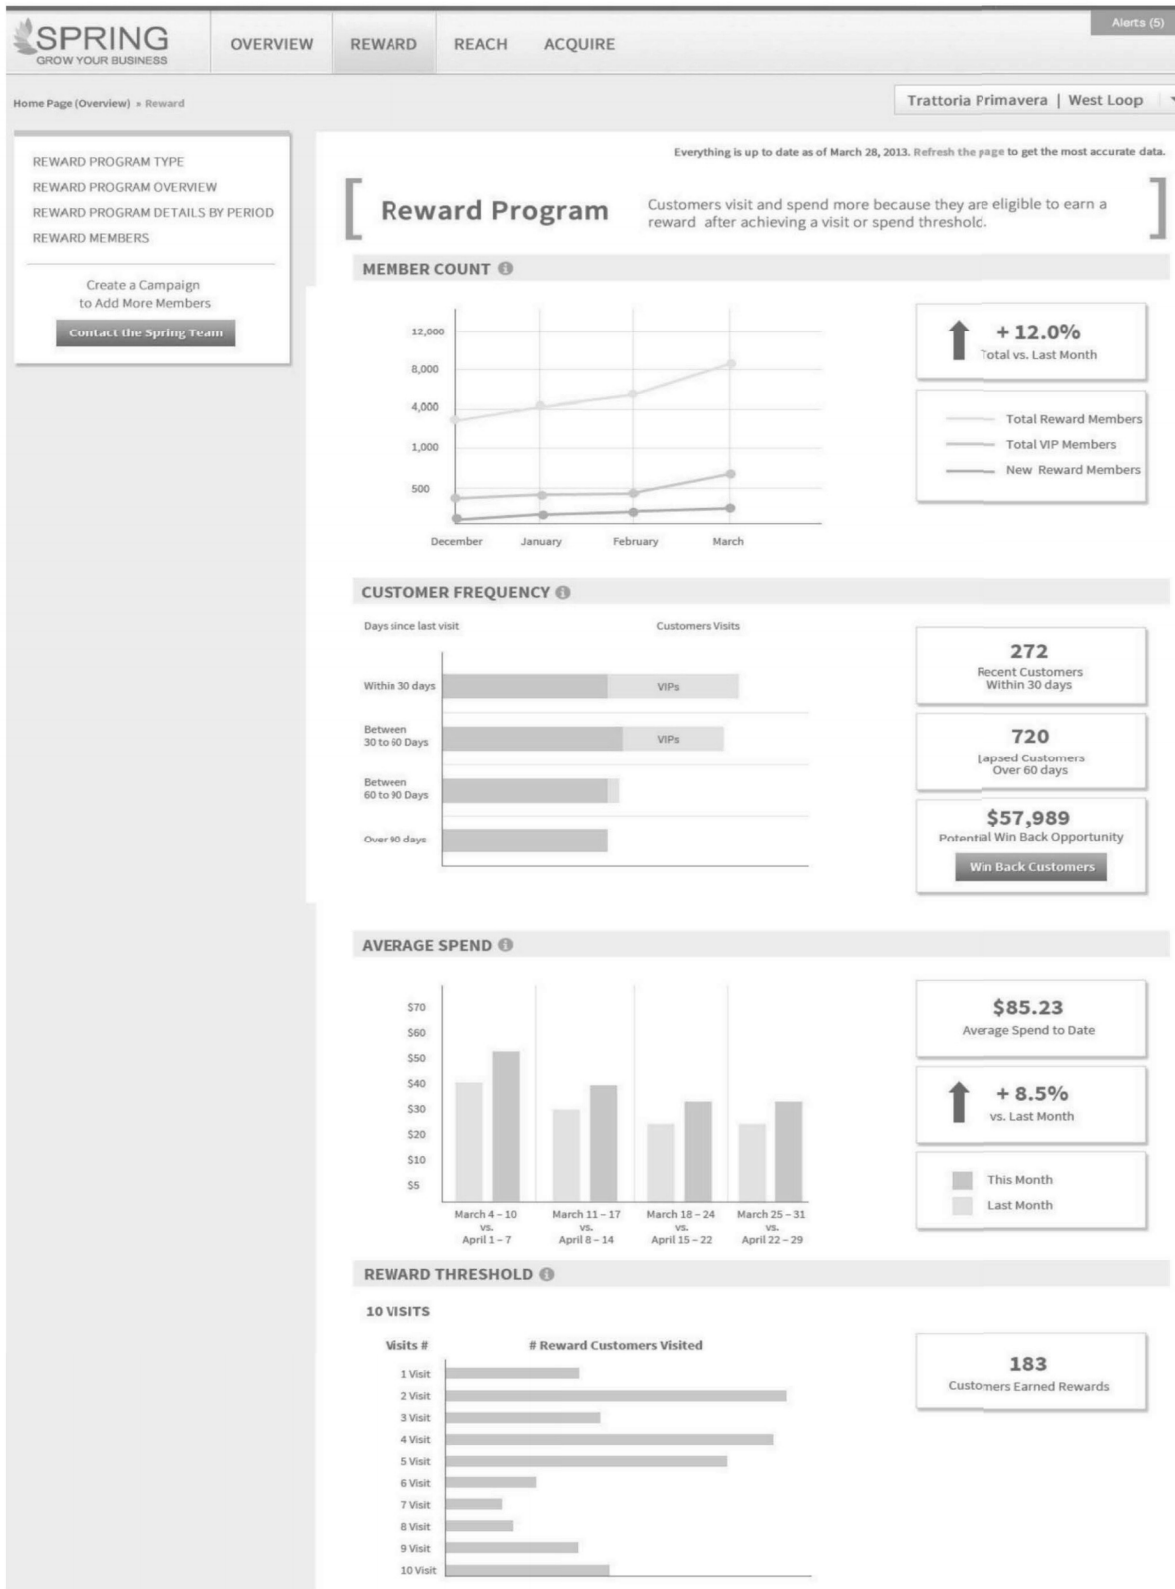 Alerts (5)
SPRING
GROW YOUR BUSINESS
OVERVIEW REWARD REACH ACQUIRE
Home Page (Overview) » Reward
Trattoria Primavera | West Loop
REWARD PROGRAM TYPE
REWARD PROGRAM OVERVIEW
REWARD PROGRAM DETAILS BY PERIOD
REWARD MEMBERS
Create a Campaign
to Add More Members
Contact the Spring Team
Everything is up to date as of March 28, 2013. Refresh the page to get the most accurate data.
[ Reward Program
Customers visit and spend more because they are eligible to earn a
reward after achieving a visit or spend threshold. ]
MEMBER COUNT
12,000
8,000
4,000
1,000
500
December January February March
+ 12.0%
Total vs. Last Month
Total Reward Members
Total VIP Members
New Reward Members
CUSTOMER FREQUENCY
Days since last visit Customers Visits
Within 30 days VIPs
Between
30 to 60 Days VIPs
Between
60 to 90 Days
Over 90 days
272
Recent Customers
Within 30 days
720
Lapsed Customers
Over 60 days
$57,989
Potential Win Back Opportunity
Win Back Customers
AVERAGE SPEND
$70
$60
$50
$40
$30
$20
$10
$5
March 4 – 10 March 11 – 17 March 18 – 24 March 25 – 31
vs. vs. vs. vs.
April 1 – 7 April 8 – 14 April 15 – 22 April 22 – 29
$85.23
Average Spend to Date
+ 8.5%
vs. Last Month
This Month
Last Month
REWARD THRESHOLD
10 VISITS
Visits # # Reward Customers Visited
1 Visit
2 Visit
3 Visit
4 Visit
5 Visit
6 Visit
7 Visit
8 Visit
9 Visit
10 Visit
183
Customers Earned Rewards